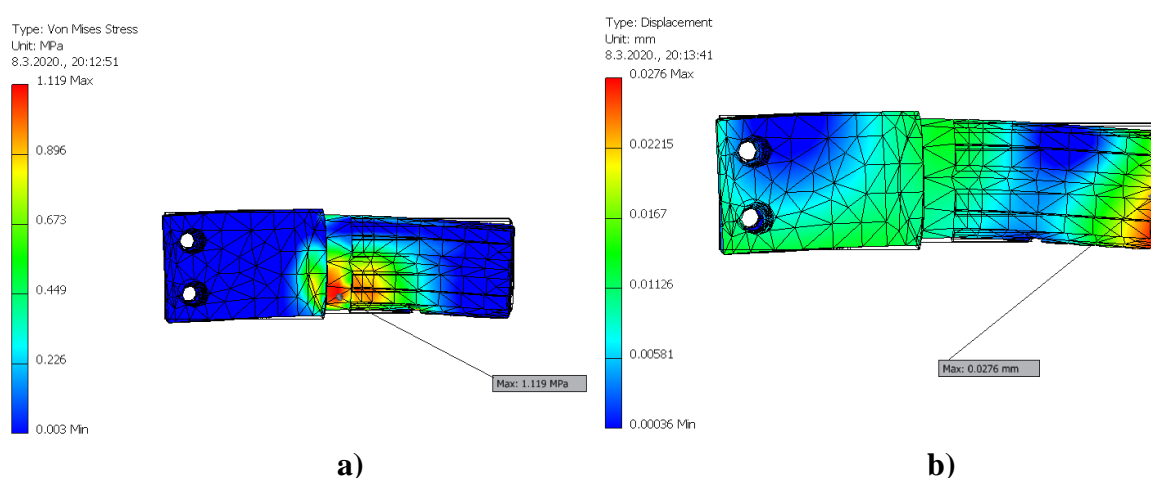 Type: Von Mises Stress
Unit: MPa
8.3.2020., 20:12:51
1.119 Max
0.896
0.673
0.449
0.226
0.003 Min
Max: 1.119 MPa
a)
Type: Displacement
Unit: mm
8.3.2020., 20:13:41
0.0276 Max
0.02215
0.0167
0.01126
0.00581
0.00036 Min
Max: 0.0276 mm
b)